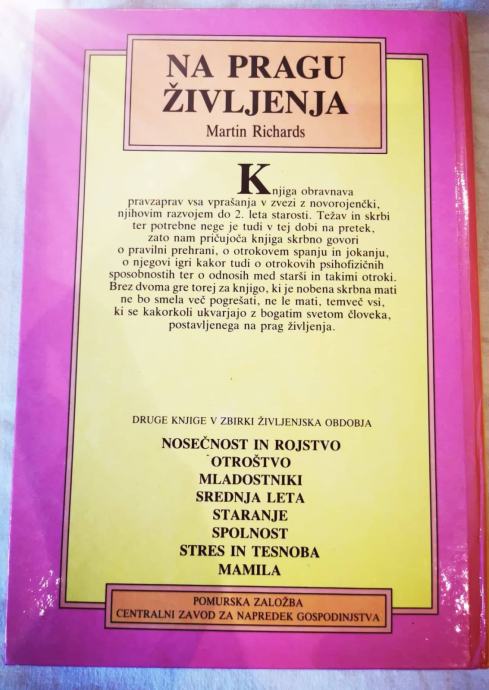 NA PRAGU
ŽIVLJENJA
Martin Richards
Knjiga obravnava
pravzaprav vsa vprašanja v zvezi z novorojenčki,
njihovim razvojem do 2. leta starosti. Težav in skrbi
ter potrebne nege je tudi v tej dobi na pretek,
zato nam pričujoča knjiga skrbno govori
o pravilni prehrani, o otrokovem spanju in jokanju,
o njegovi igri kakor tudi o otrokovih psihofizičnih
sposobnostih ter o odnosih med starši in takimi otroki.
Brez dvoma gre torej za knjigo, ki je nobena skrbna mati
ne bo smela več pogrešati, ne le mati, temveč vsi,
ki se kakorkoli ukvarjajo z bogatim svetom človeka,
postavljenega na prag življenja.
DRUGE KNJIGE V ZBIRKI ŽIVLJENJSKA OBDOBJA
NOSEČNOST IN ROJSTVO
OTROŠTVO
MLADOSTNIKI
SREDNJA LETA
STARANJE
SPOLNOST
STRES IN TESNOBA
MAMILA
POMURSKA ZALOŽBA
CENTRALNI ZAVOD ZA NAPREDEK GOSPODINJSTVA